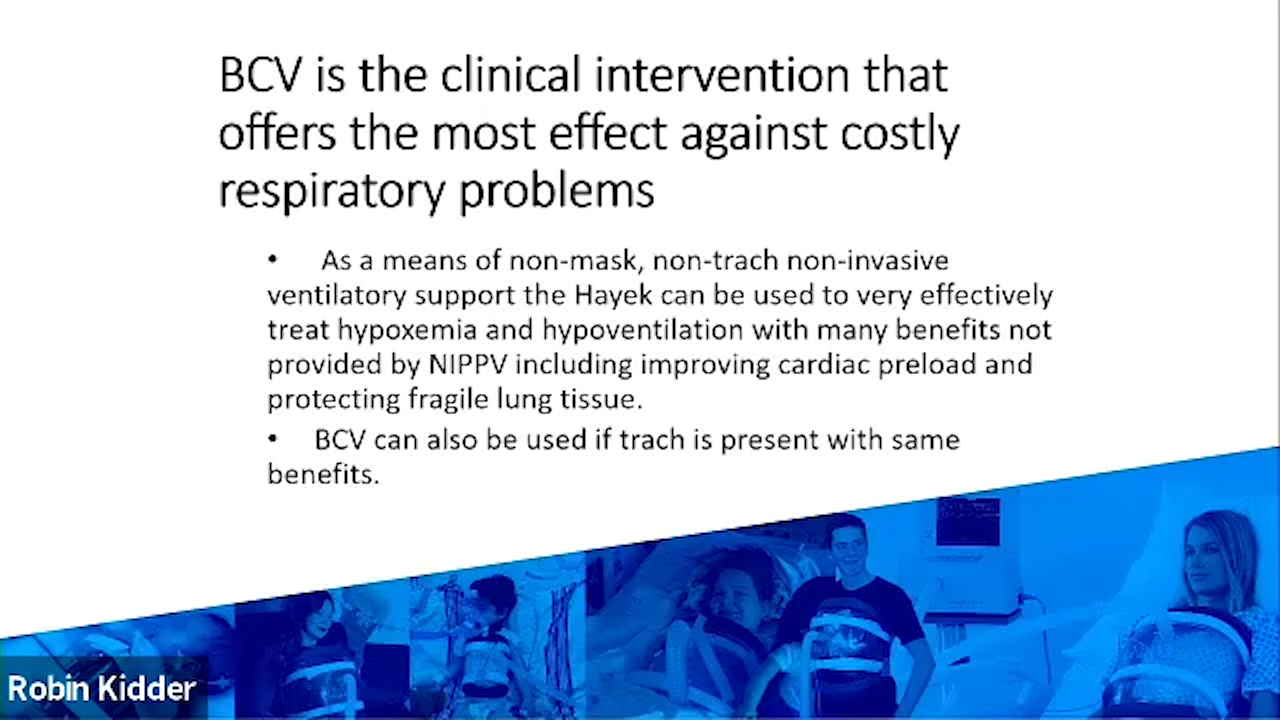 BCV is the clinical intervention that
offers the most effect against costly
respiratory problems
• As a means of non-mask, non-trach non-invasive
ventilatory support the Hayek can be used to very effectively
treat hypoxemia and hypoventilation with many benefits not
provided by NIPPV including improving cardiac preload and
protecting fragile lung tissue.
• BCV can also be used if trach is present with same
benefits.
Robin Kidder